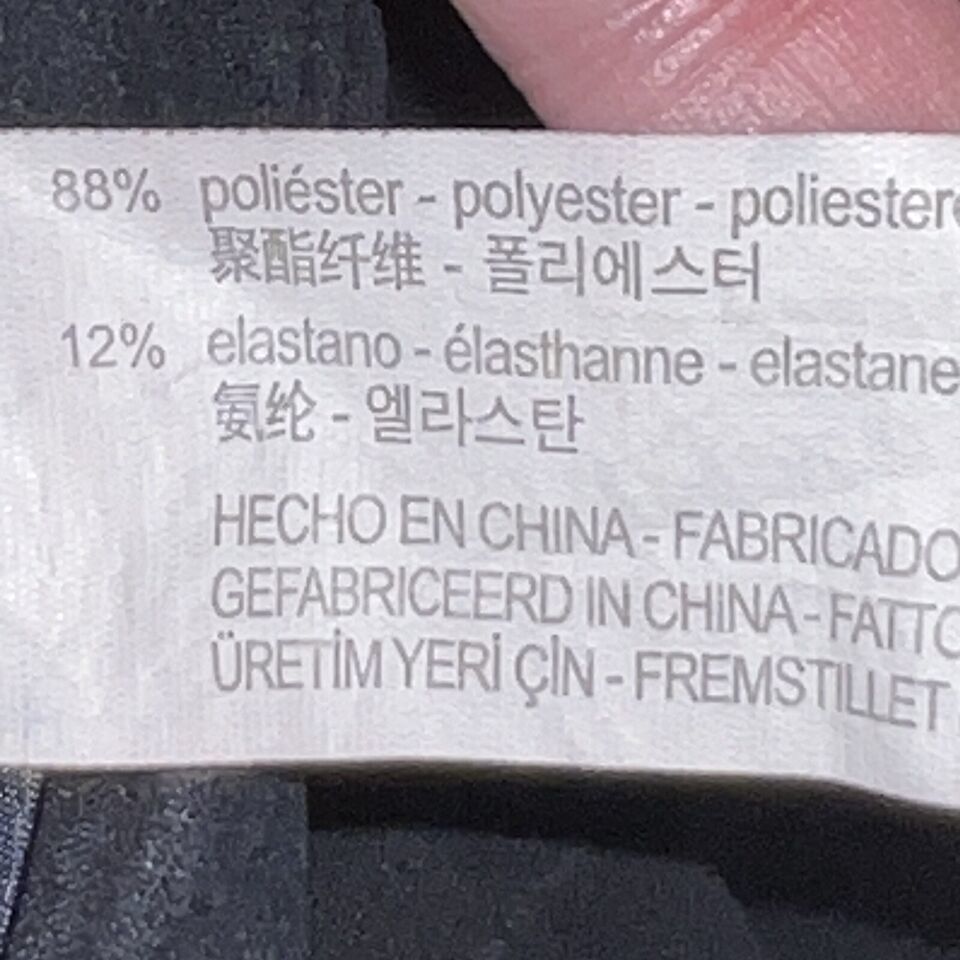 88% poliéster - polyester - poliestere
聚酯纤维 - 폴리에스터
12% elastano - élasthanne - elastane
氨纶 - 엘라스탄
HECHO EN CHINA - FABRICADO
GEFABRICEERD IN CHINA - FATTO
ÜRETİM YERİ ÇİN - FREMSTILLET